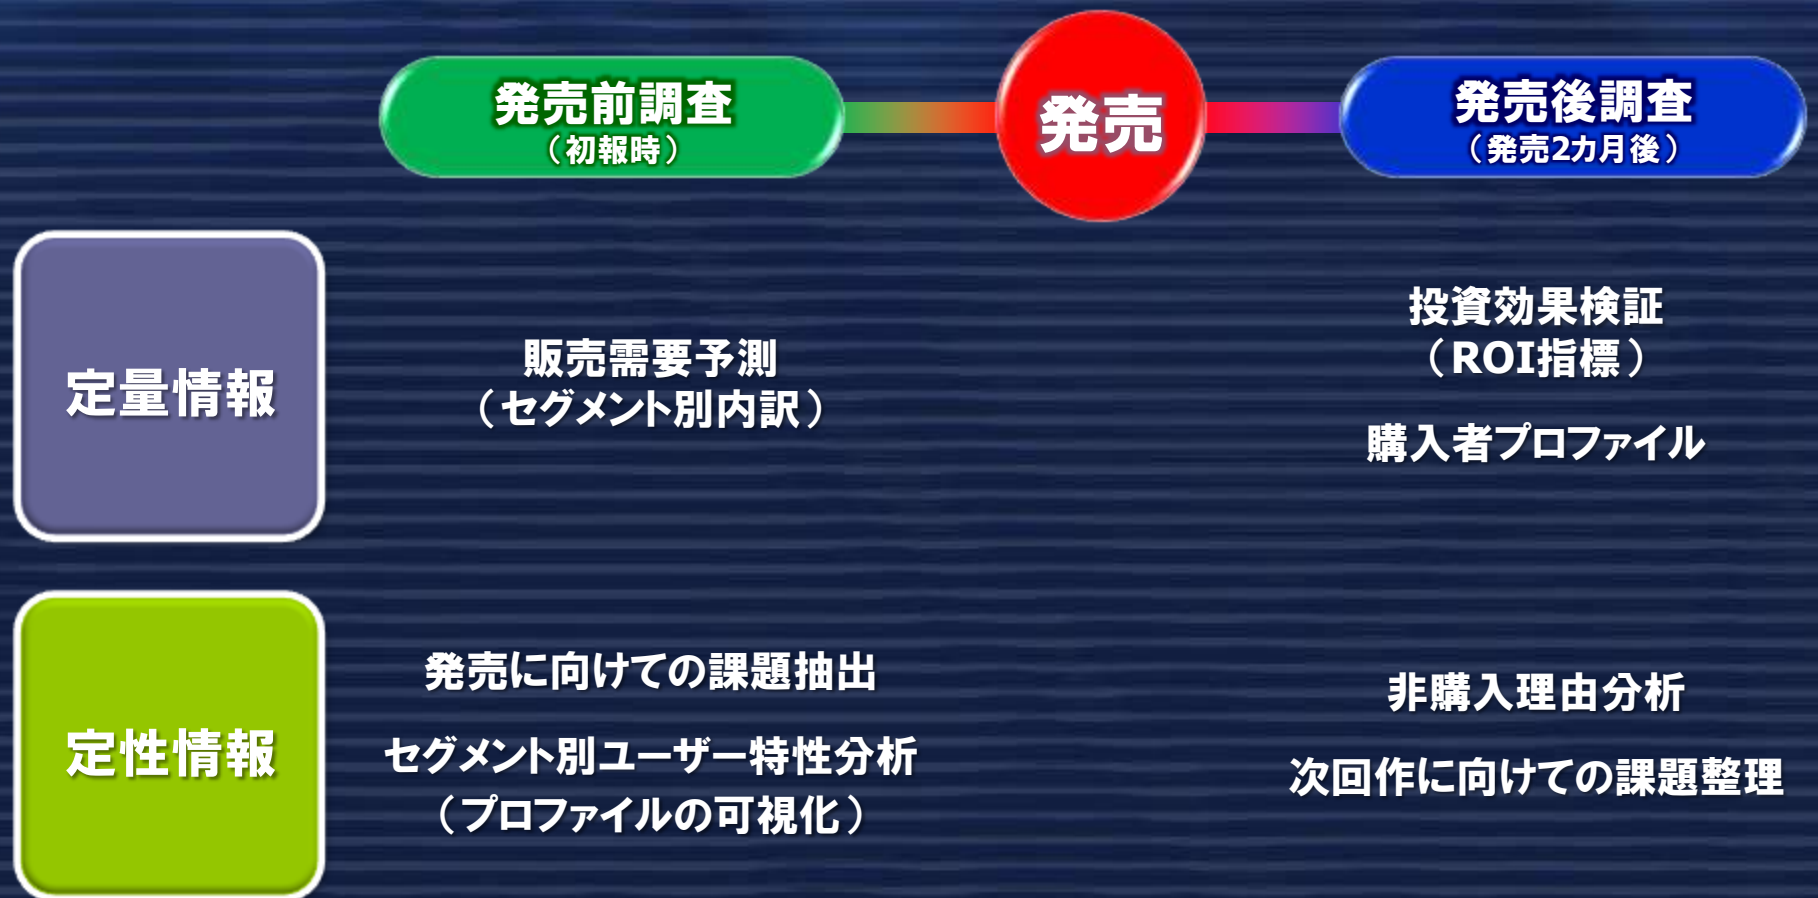 発売前調査
（初報時）
発売
発売後調査
（発売2カ月後）
定量情報
販売需要予測
（セグメント別内訳）
投資効果検証
（ROI指標）
購入者プロファイル
定性情報
発売に向けての課題抽出
セグメント別ユーザー特性分析
（プロファイルの可視化）
非購入理由分析
次回作に向けての課題整理